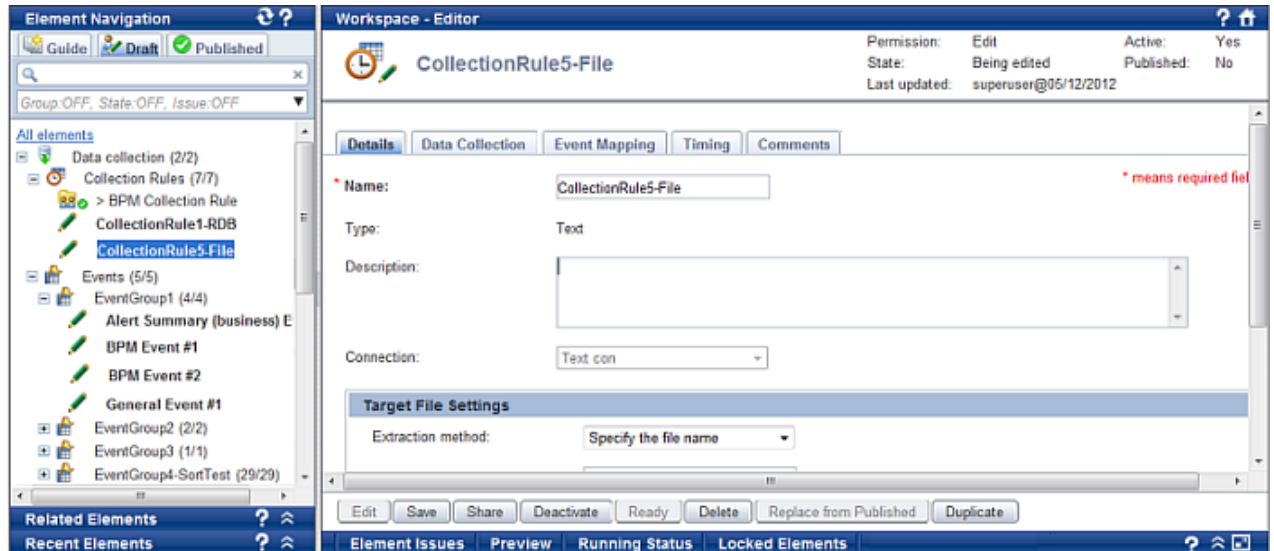 Element Navigation ?
Guide Draft Published
Group:OFF, State:OFF, Issue:OFF
All elements
Data collection (2/2)
Collection Rules (7/7)
> BPM Collection Rule
CollectionRule1-RDB
CollectionRule5-File
Events (5/5)
EventGroup1 (4/4)
Alert Summary (business) E
BPM Event #1
BPM Event #2
General Event #1
EventGroup2 (2/2)
EventGroup3 (1/1)
EventGroup4-SortTest (29/29)
Related Elements ?
Recent Elements ?
Workspace - Editor ?
CollectionRule5-File
Permission: Edit Active: Yes
State: Being edited Published: No
Last updated: superuser@05/12/2012
Details Data Collection Event Mapping Timing Comments
* Name: CollectionRule5-File * means required fiel
Type: Text
Description:
Connection: Text con
Target File Settings
Extraction method: Specify the file name
Edit Save Share Deactivate Ready Delete Replace from Published Duplicate
Element Issues Preview Running Status Locked Elements ?